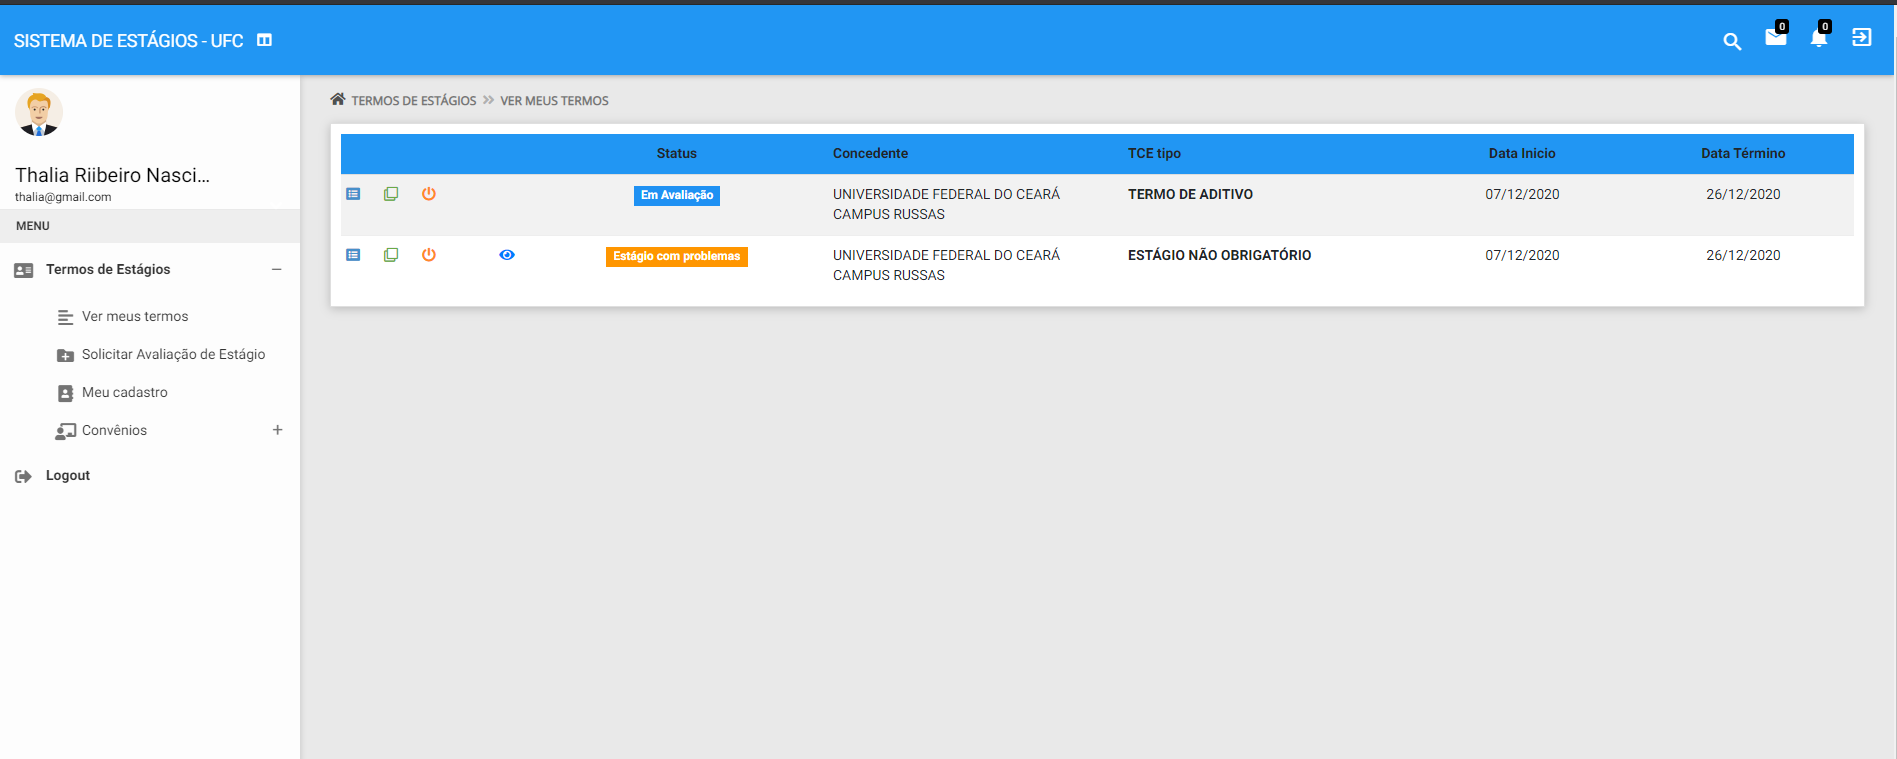 SISTEMA DE ESTÁGIOS - UFC
0
0
Thalia Riibeiro Nasci...
thalia@gmail.com
MENU
Termos de Estágios
Ver meus termos
Solicitar Avaliação de Estágio
Meu cadastro
Convênios
Logout
TERMOS DE ESTÁGIOS » VER MEUS TERMOS
Status Concedente TCE tipo Data Inicio Data Término
Em Avaliação UNIVERSIDADE FEDERAL DO CEARÁ TERMO DE ADITIVO 07/12/2020 26/12/2020
CAMPUS RUSSAS
Estágio com problemas UNIVERSIDADE FEDERAL DO CEARÁ ESTÁGIO NÃO OBRIGATÓRIO 07/12/2020 26/12/2020
CAMPUS RUSSAS